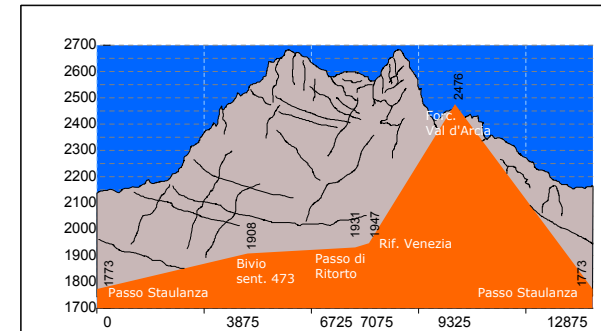 2700
2600
2500
2400
2300
2200
2100
2000
1900
1800
1700
2476
Forc.
Val d'Arcia
1908
1931
1947
Rif. Venezia
Bivio
sent. 473
Passo di
Ritorto
1773
Passo Staulanza
1773
Passo Staulanza
0 3875 6725 7075 9325 12875